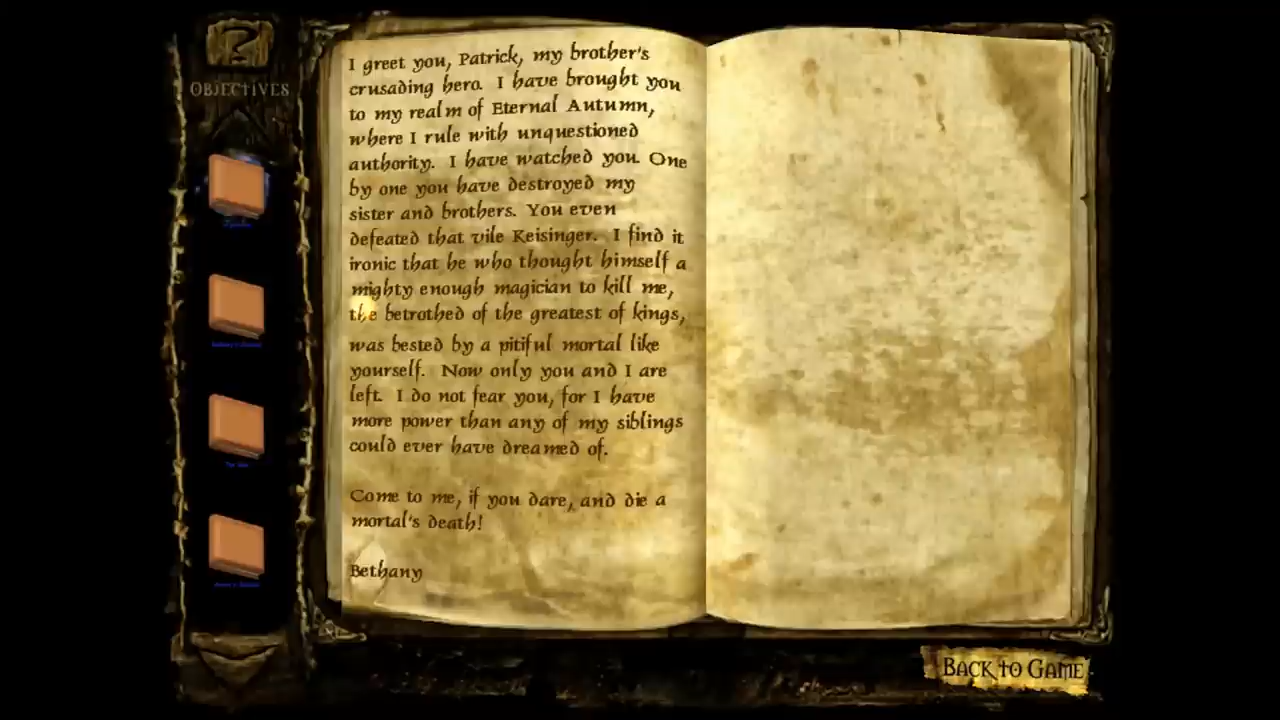 OBJECTIVES
I greet you, Patrick, my brother's
crusading hero. I have brought you
to my realm of Eternal Autumn,
where I rule with unquestioned
authority. I have watched you. One
by one you have destroyed my
sister and brothers. You even
defeated that vile Keisinger. I find it
ironic that he who thought himself a
mighty enough magician to kill me,
the betrothed of the greatest of kings,
was bested by a pitiful mortal like
yourself. Now only you and I are
left. I do not fear you, for I have
more power than any of my siblings
could ever have dreamed of.
Come to me, if you dare, and die a
mortal's death!
Bethany
BACK TO GAME